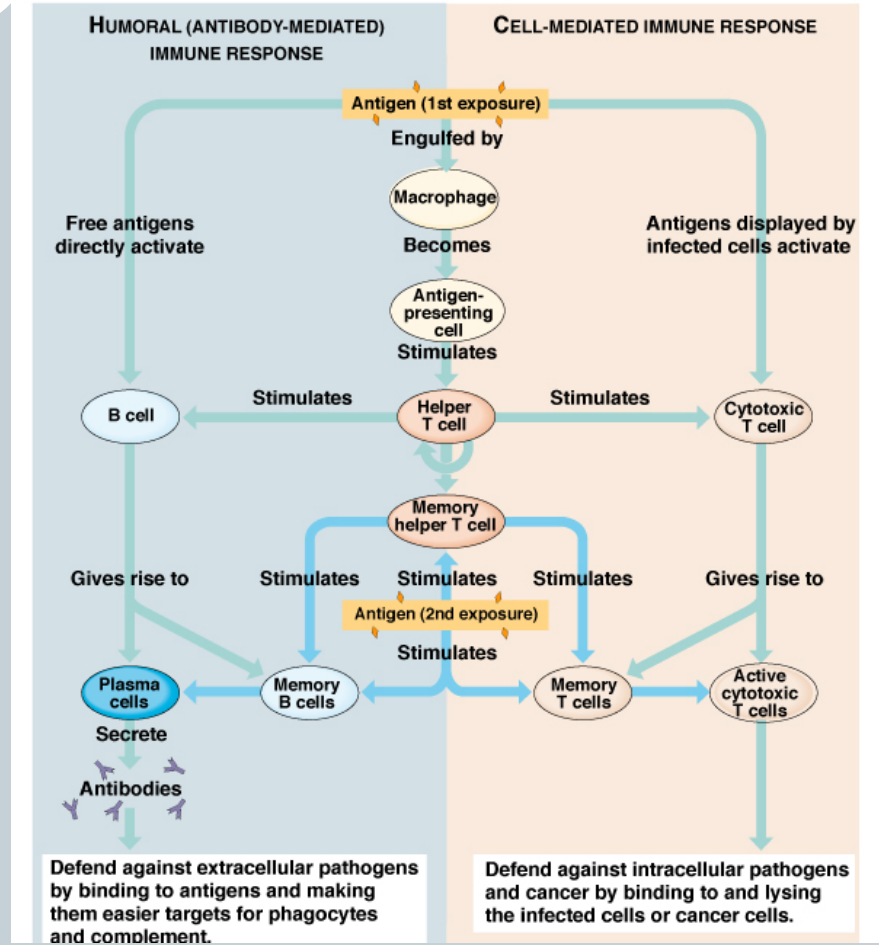 HUMORAL (ANTIBODY-MEDIATED)
IMMUNE RESPONSE
CELL-MEDIATED IMMUNE RESPONSE
Antigen (1st exposure)
Engulfed by
Macrophage
Free antigens
directly activate
Becomes
Antigens displayed by
infected cells activate
Antigen-
presenting
cell
Stimulates
B cell
Stimulates
Helper
T cell
Stimulates
Cytotoxic
T cell
Memory
helper T cell
Gives rise to
Stimulates
Stimulates
Stimulates
Gives rise to
Antigen (2nd exposure)
Stimulates
Plasma
cells
Memory
B cells
Memory
T cells
Active
cytotoxic
T cells
Secrete
Antibodies
Defend against extracellular pathogens
by binding to antigens and making
them easier targets for phagocytes
and complement.
Defend against intracellular pathogens
and cancer by binding to and lysing
the infected cells or cancer cells.